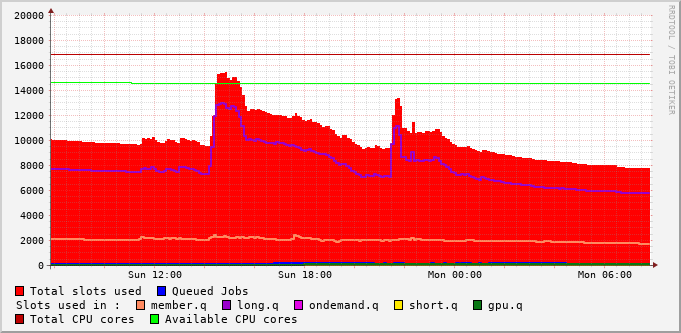 RRDTOOL / TOBI OETIKER
20000
18000
16000
14000
12000
10000
8000
6000
4000
2000
0
Sun 12:00 Sun 18:00 Mon 00:00 Mon 06:00
Total slots used Queued Jobs
Slots used in : member.q long.q ondemand.q short.q gpu.q
Total CPU cores Available CPU cores